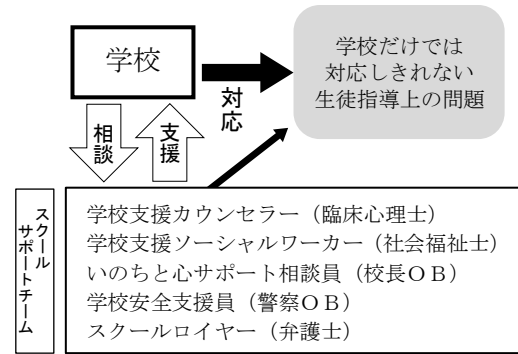 学校
学校だけでは
対応しきれない
生徒指導上の問題
対応
相談
支援
スクール
サポートチーム
学校支援カウンセラー（臨床心理士）
学校支援ソーシャルワーカー（社会福祉士）
いのちと心サポート相談員（校長ＯＢ）
学校安全支援員（警察ＯＢ）
スクールロイヤー（弁護士）